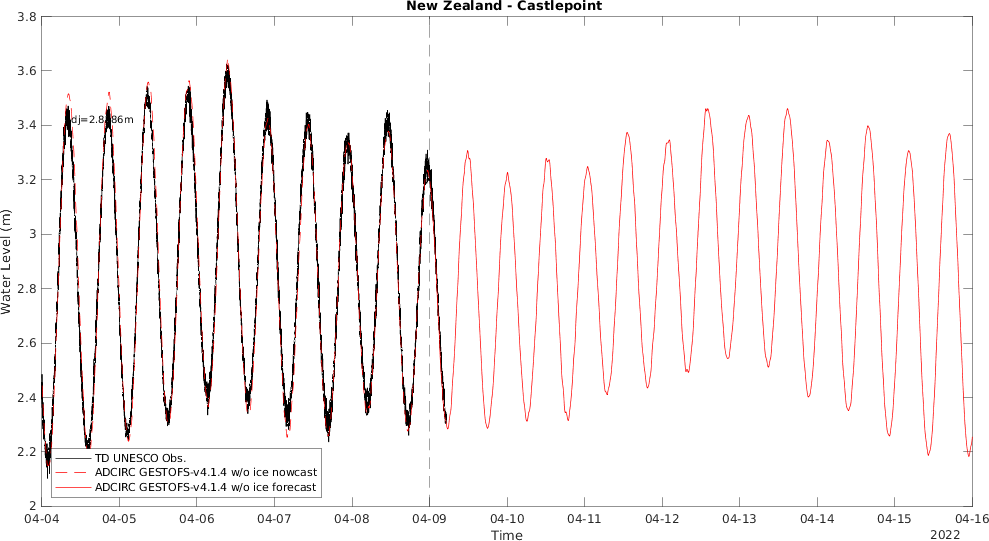 New Zealand - Castlepoint
3.8
3.6
3.4
3.2
3
2.8
2.6
2.4
2.2
2
Water Level (m)
TD UNESCO Obs.
ADCIRC GESTOFS-v4.1.4 w/o ice nowcast
ADCIRC GESTOFS-v4.1.4 w/o ice forecast
04-04 04-05 04-06 04-07 04-08 04-09 04-10 04-11 04-12 04-13 04-14 04-15 04-16
Time
2022